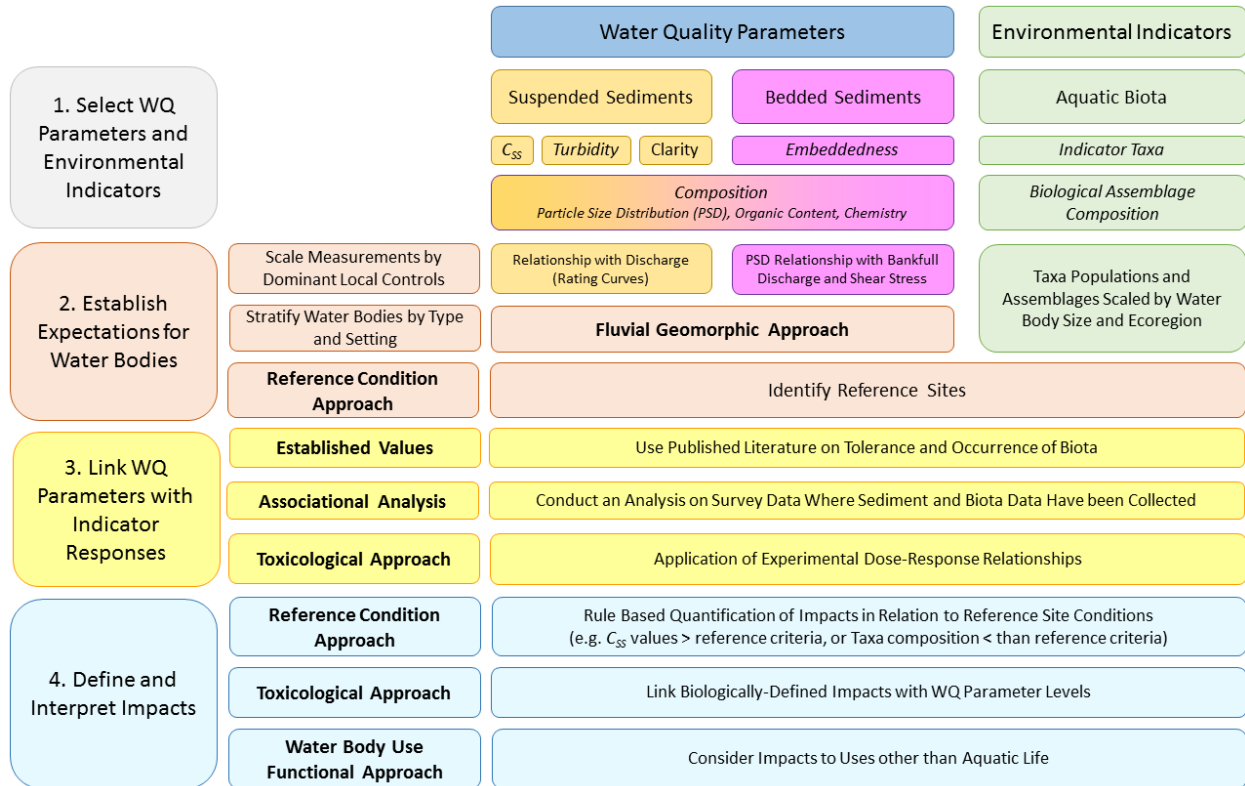 Water Quality Parameters
Environmental Indicators
1. Select WQ
Parameters and
Environmental
Indicators
Suspended Sediments
Bedded Sediments
Aquatic Biota
C_SS
Turbidity
Clarity
Embeddedness
Indicator Taxa
Composition
Particle Size Distribution (PSD), Organic Content, Chemistry
Biological Assemblage
Composition
2. Establish
Expectations for
Water Bodies
Scale Measurements by
Dominant Local Controls
Relationship with Discharge
(Rating Curves)
PSD Relationship with Bankfull
Discharge and Shear Stress
Taxa Populations and
Assemblages Scaled by Water
Body Size and Ecoregion
Stratify Water Bodies by Type
and Setting
Fluvial Geomorphic Approach
Reference Condition
Approach
Identify Reference Sites
3. Link WQ
Parameters with
Indicator
Responses
Established Values
Use Published Literature on Tolerance and Occurrence of Biota
Associational Analysis
Conduct an Analysis on Survey Data Where Sediment and Biota Data Have been Collected
Toxicological Approach
Application of Experimental Dose-Response Relationships
4. Define and
Interpret Impacts
Reference Condition
Approach
Rule Based Quantification of Impacts in Relation to Reference Site Conditions
(e.g. C_SS values > reference criteria, or Taxa composition < than reference criteria)
Toxicological Approach
Link Biologically-Defined Impacts with WQ Parameter Levels
Water Body Use
Functional Approach
Consider Impacts to Uses other than Aquatic Life